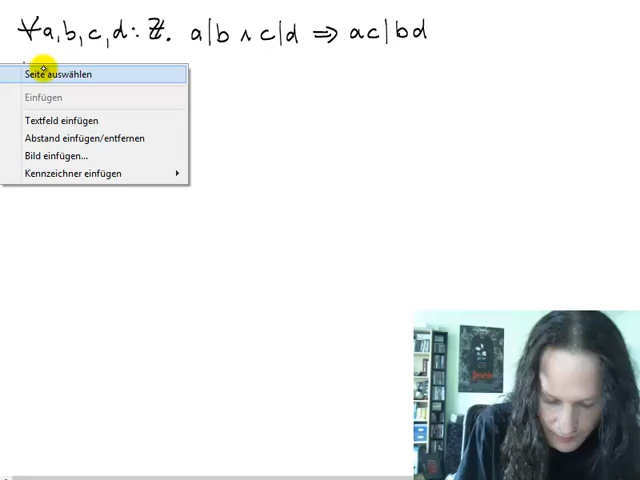 ∀a,b,c,d : ℤ. a|b ∧ c|d ⇒ ac|bd
Seite auswählen
Einfügen
Textfeld einfügen
Abstand einfügen/entfernen
Bild einfügen...
Kennzeichner einfügen